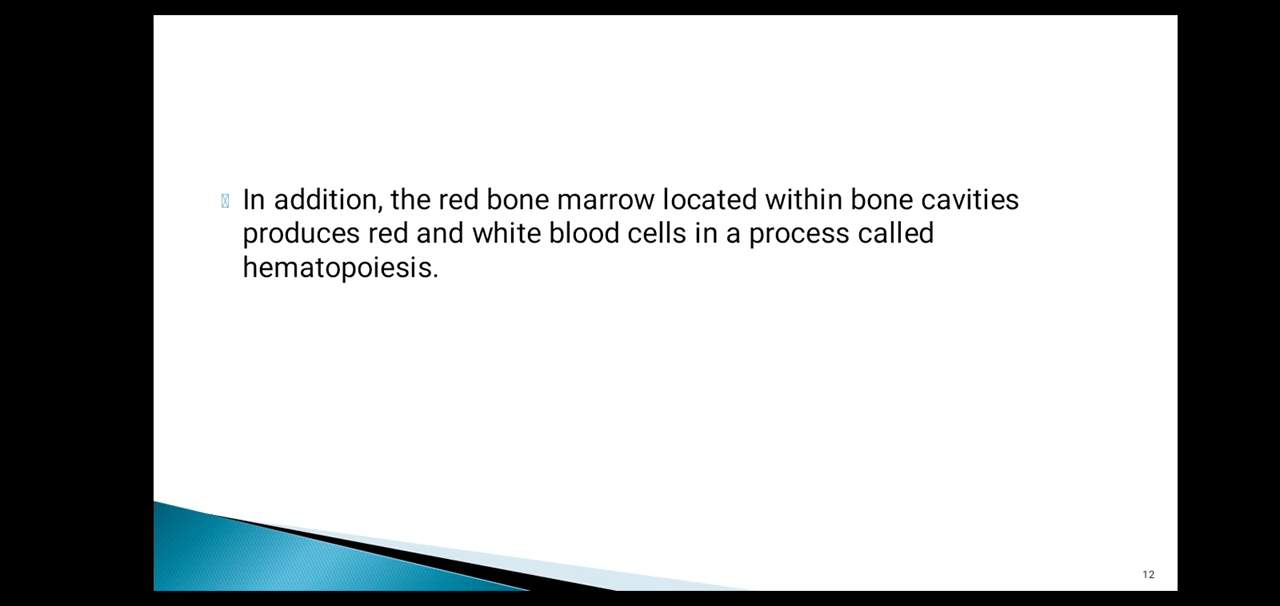 In addition, the red bone marrow located within bone cavities
produces red and white blood cells in a process called
hematopoiesis.
12